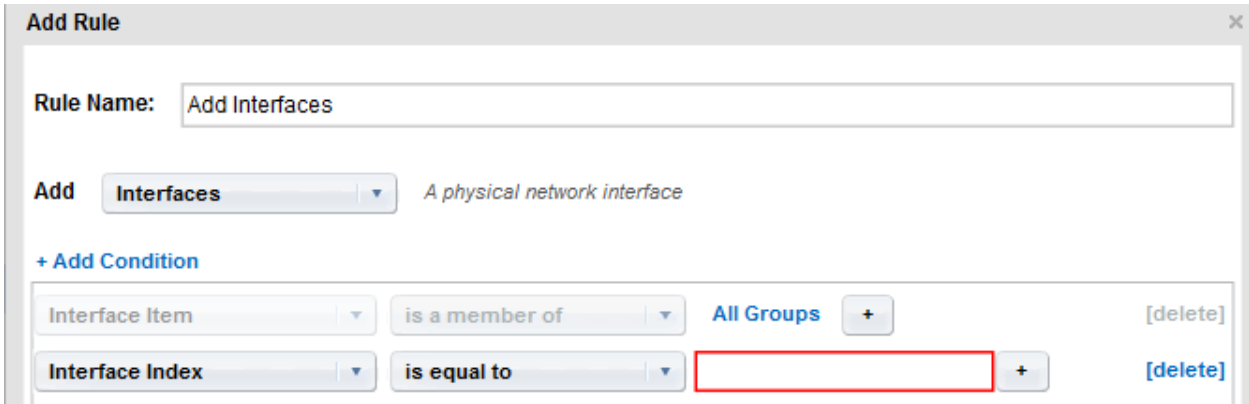 Add Rule ×
Rule Name: Add Interfaces
Add Interfaces A physical network interface
+ Add Condition
Interface Item is a member of All Groups + [delete]
Interface Index is equal to + [delete]